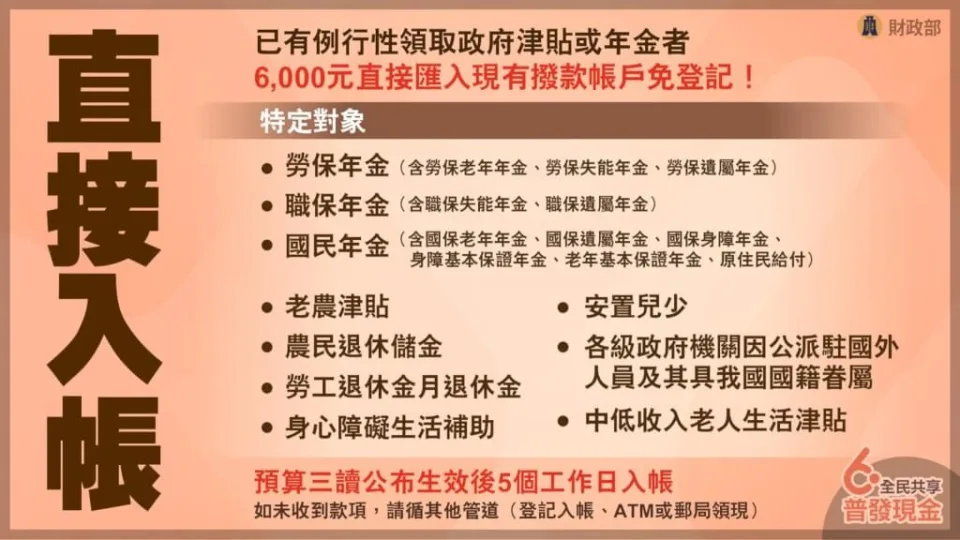 直接入帳
財政部
已有例行性領取政府津貼或年金者
6,000元直接匯入現有撥款帳戶免登記！
特定對象
• 勞保年金（含勞保老年年金、勞保失能年金、勞保遺屬年金）
• 職保年金（含職保失能年金、職保遺屬年金）
• 國民年金（含國保老年年金、國保遺屬年金、國保身障年金、
身障基本保證年金、老年基本保證年金、原住民給付）
• 老農津貼
• 農民退休儲金
• 勞工退休金月退休金
• 身心障礙生活補助
• 安置兒少
• 各級政府機關因公派駐國外
人員及其具我國國籍眷屬
• 中低收入老人生活津貼
預算三讀公布生效後5個工作日入帳
如未收到款項，請循其他管道（登記入帳、ATM或郵局領現）
6
全民共享
普發現金